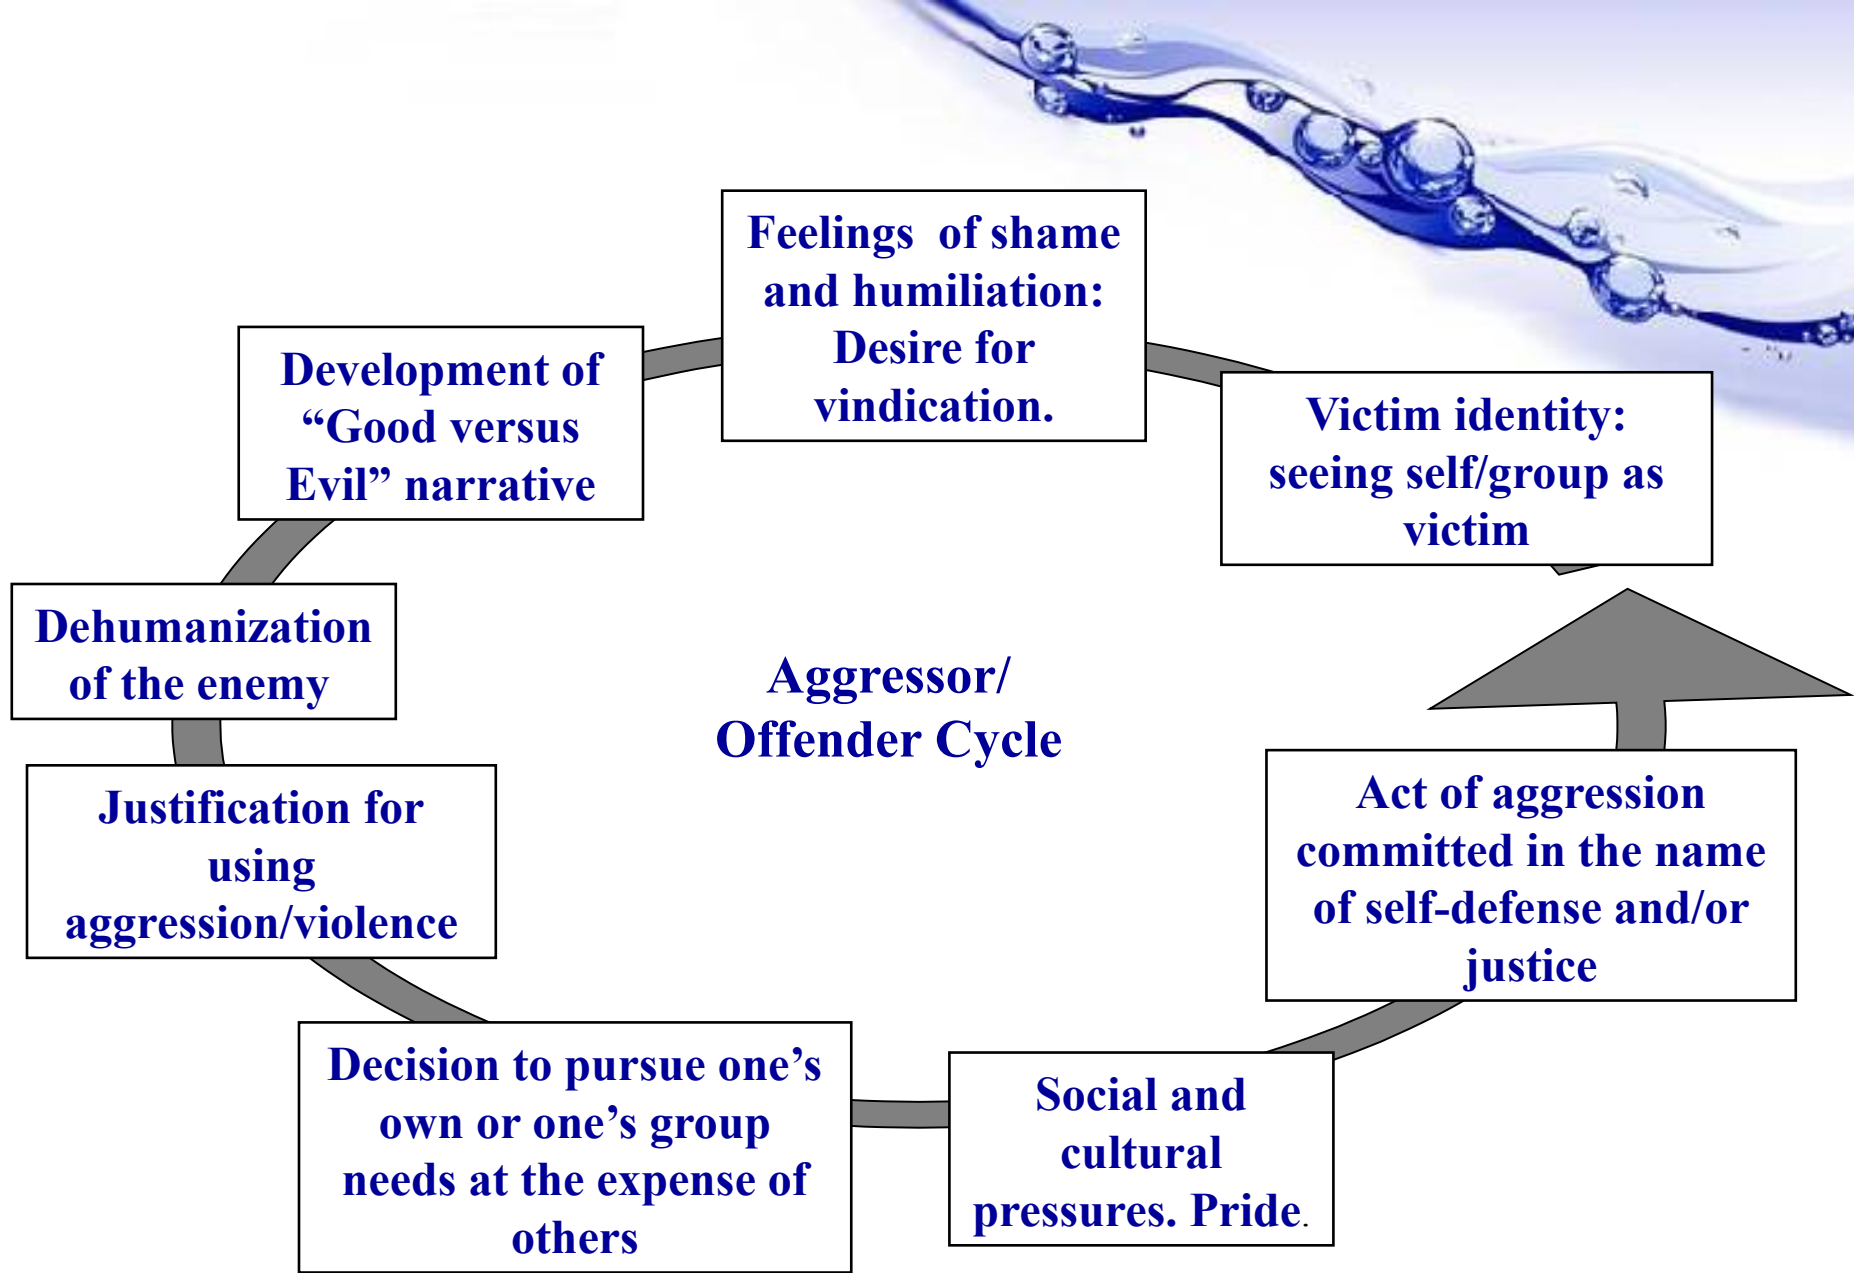 Feelings  of shame
and humiliation:
Desire for
vindication.
Development of
“Good versus
Evil” narrative
Victim identity:
seeing self/group as
victim
Dehumanization
of the enemy
Aggressor/
Offender Cycle
Justification for
using
aggression/violence
Act of aggression
committed in the name
of self-defense and/or
justice
Decision to pursue one’s
own or one’s group
needs at the expense of
others
Social and
cultural
pressures. Pride.